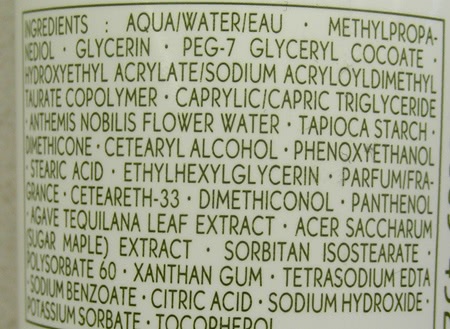 INGREDIENTS : AQUA/WATER/EAU · METHYLPROPA-
NEDIOL · GLYCERIN · PEG-7 GLYCERYL COCOATE ·
HYDROXYETHYL ACRYLATE/SODIUM ACRYLOYLDIMETHYL
TAURATE COPOLYMER · CAPRYLIC/CAPRIC TRIGLYCERIDE
· ANTHEMIS NOBILIS FLOWER WATER · TAPIOCA STARCH ·
DIMETHICONE · CETEARYL ALCOHOL · PHENOXYETHANOL
· STEARIC ACID · ETHYLHEXYLGLYCERIN · PARFUM/FRA-
GRANCE · CETEARETH-33 · DIMETHICONOL · PANTHENOL
· AGAVE TEQUILANA LEAF EXTRACT · ACER SACCHARUM
(SUGAR MAPLE) EXTRACT · SORBITAN ISOSTEARATE ·
POLYSORBATE 60 · XANTHAN GUM · TETRASODIUM EDTA
· SODIUM BENZOATE · CITRIC ACID · SODIUM HYDROXIDE ·
POTASSIUM SORBATE · TOCOPHEROL